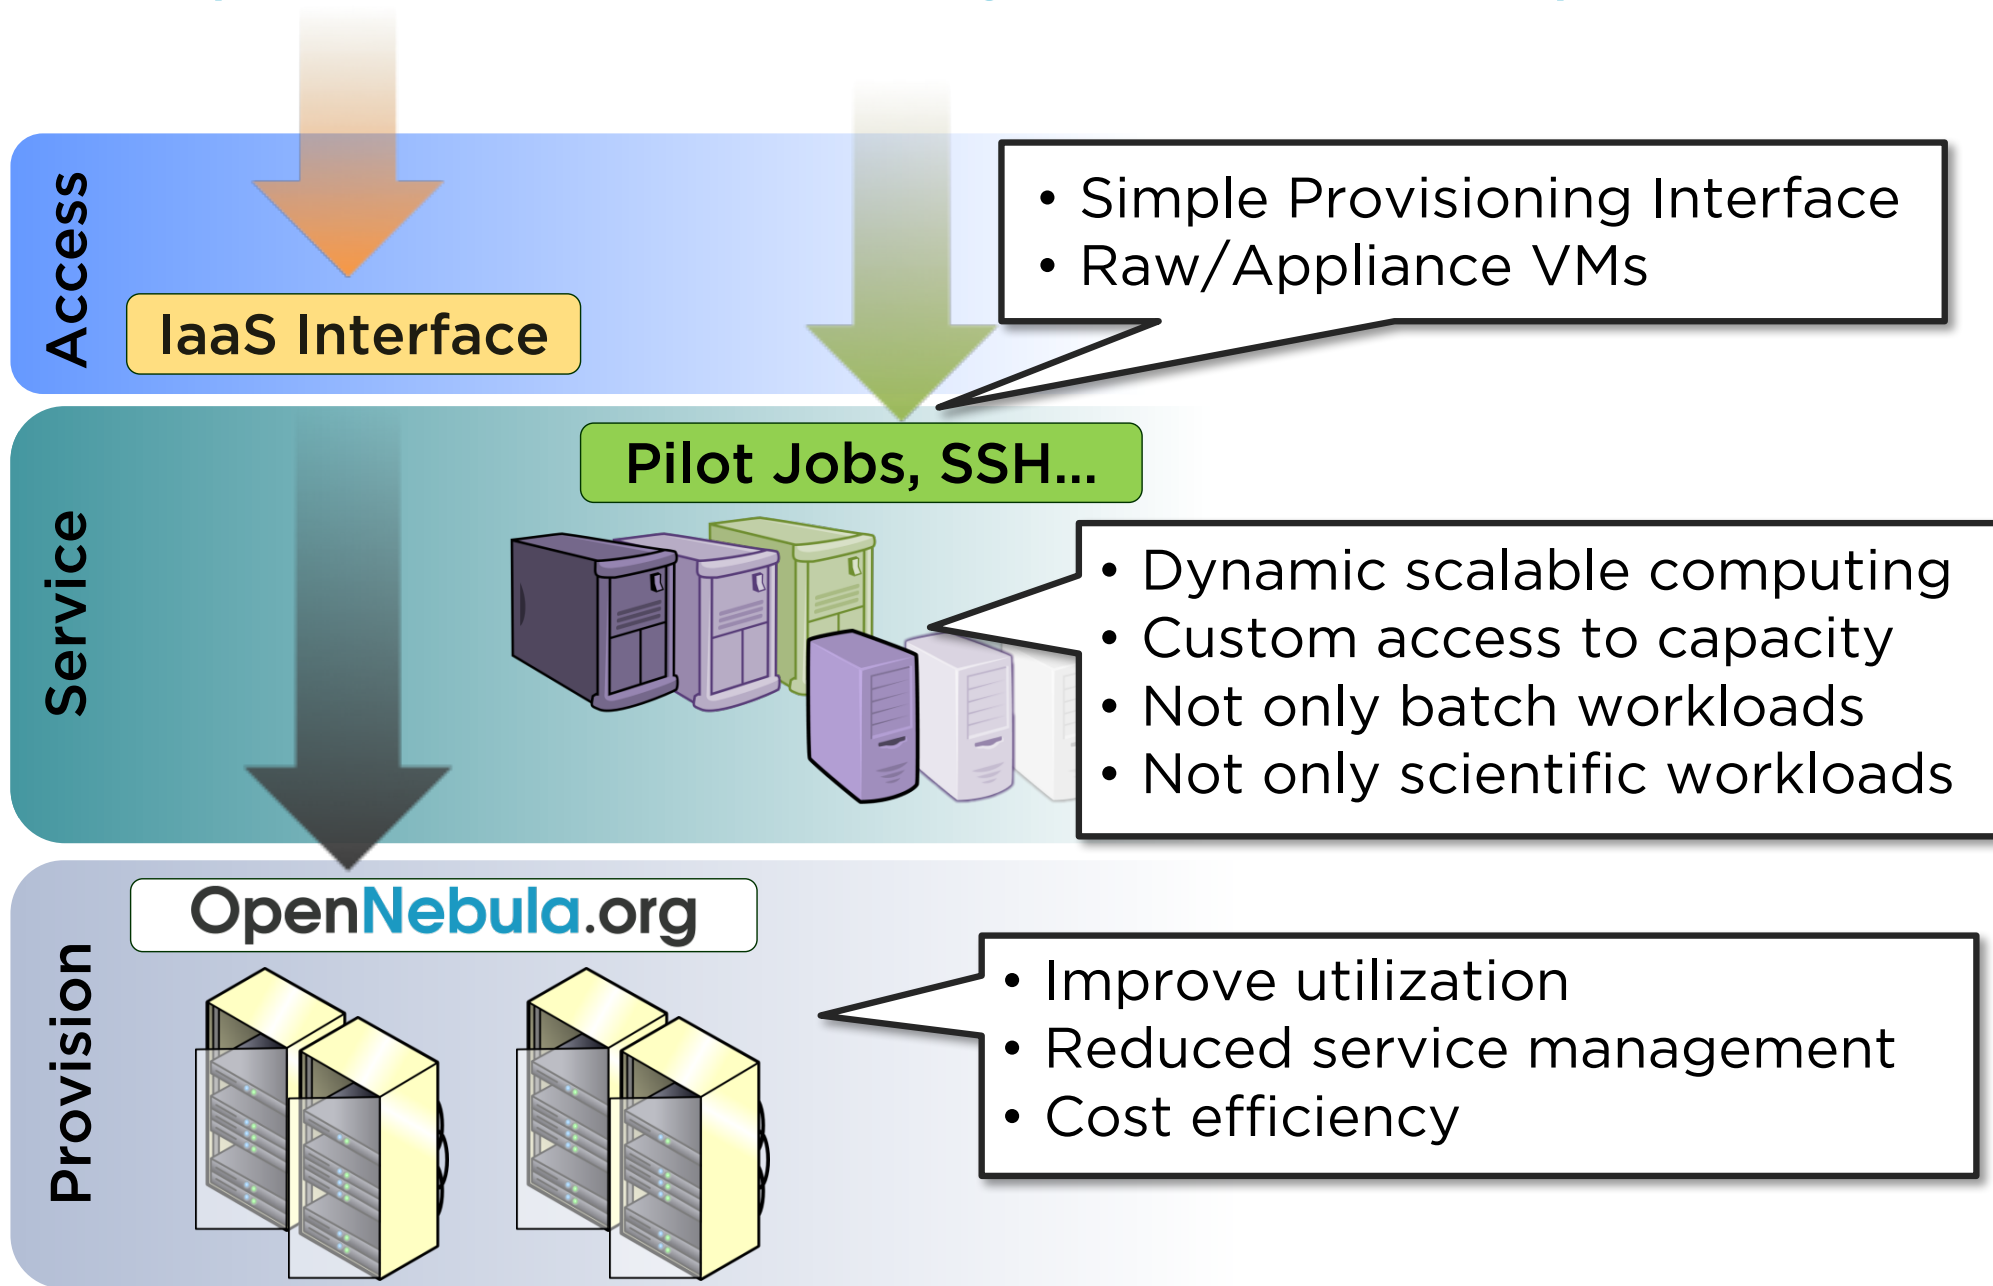 Access
IaaS Interface
• Simple Provisioning Interface
• Raw/Appliance VMs
Service
Pilot Jobs, SSH...
• Dynamic scalable computing
• Custom access to capacity
• Not only batch workloads
• Not only scientific workloads
Provision
OpenNebula.org
• Improve utilization
• Reduced service management
• Cost efficiency